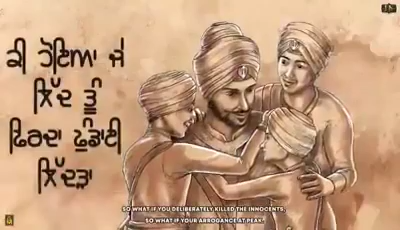 ਕੀ ਹੋਇਆ ਜੇ
ਤੂੰ
ਫਿਰਦਾ
SO WHAT IF YOU DELIBERATELY KILLED THE INNOCENTS,
SO WHAT IF YOUR ARROGANCE AT PEAK,